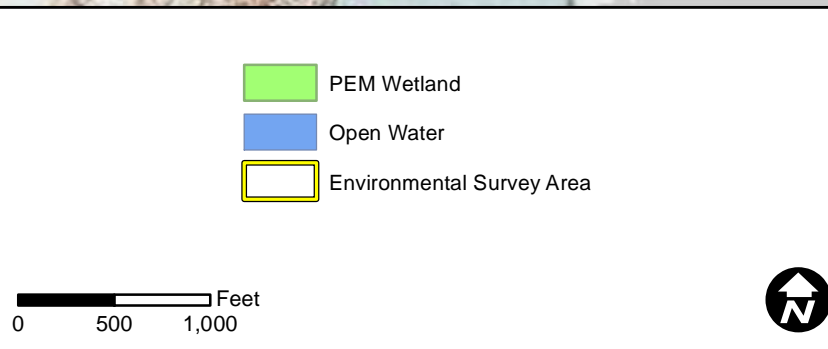 PEM Wetland
Open Water
Environmental Survey Area
Feet
0 500 1,000
N